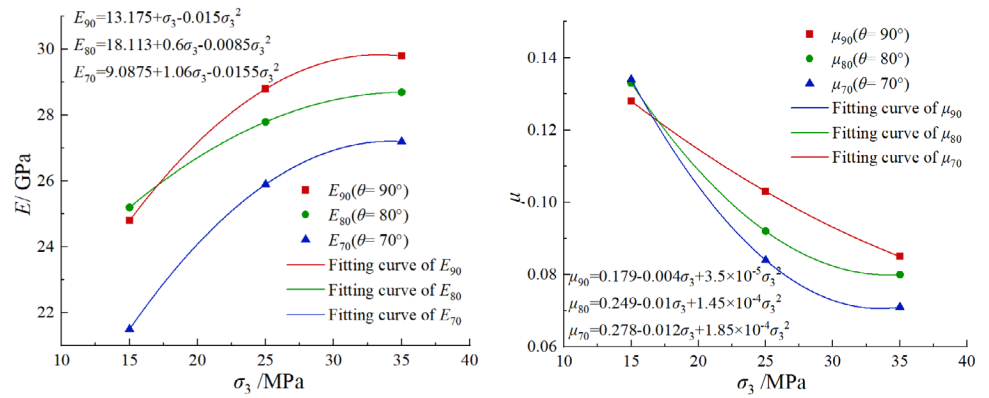 E₉₀=13.175+σ₃-0.015σ₃²
E₈₀=18.113+0.6σ₃-0.0085σ₃²
E₇₀=9.0875+1.06σ₃-0.0155σ₃²
30
28
26
24
22
E/ GPa
E₉₀(θ= 90°)
E₈₀(θ= 80°)
E₇₀(θ= 70°)
Fitting curve of E₉₀
Fitting curve of E₈₀
Fitting curve of E₇₀
10 15 20 25 30 35 40
σ₃ /MPa
0.14
0.12
0.10
0.08
0.06
μ
μ₉₀(θ= 90°)
μ₈₀(θ= 80°)
μ₇₀(θ= 70°)
Fitting curve of μ₉₀
Fitting curve of μ₈₀
Fitting curve of μ₇₀
μ₉₀=0.179-0.004σ₃+3.5×10⁻⁵σ₃²
μ₈₀=0.249-0.01σ₃+1.45×10⁻⁴σ₃²
μ₇₀=0.278-0.012σ₃+1.85×10⁻⁴σ₃²
10 15 20 25 30 35 40
σ₃ /MPa